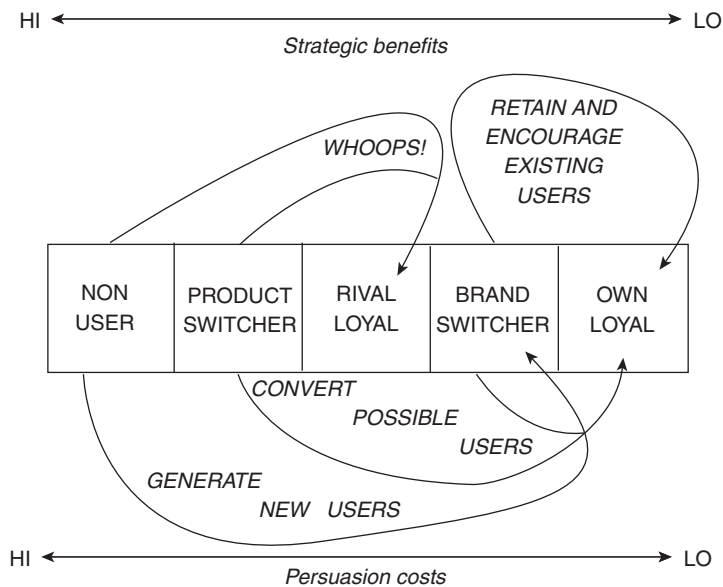 HI LO
Strategic benefits
WHOOPS!
RETAIN AND
ENCOURAGE
EXISTING
USERS
NON
USER
PRODUCT
SWITCHER
RIVAL
LOYAL
BRAND
SWITCHER
OWN
LOYAL
CONVERT
POSSIBLE
USERS
GENERATE
NEW USERS
HI LO
Persuasion costs